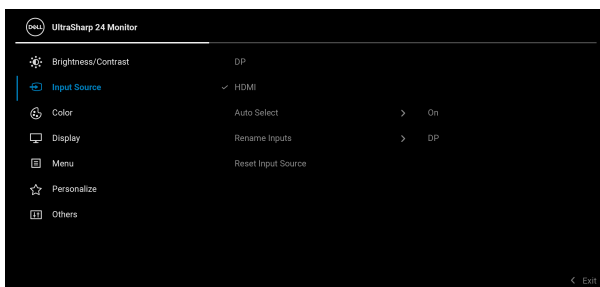 DELL UltraSharp 24 Monitor
Brightness/Contrast DP
Input Source HDMI
Color Auto Select On
Display Rename Inputs DP
Menu Reset Input Source
Personalize
Others
Exit